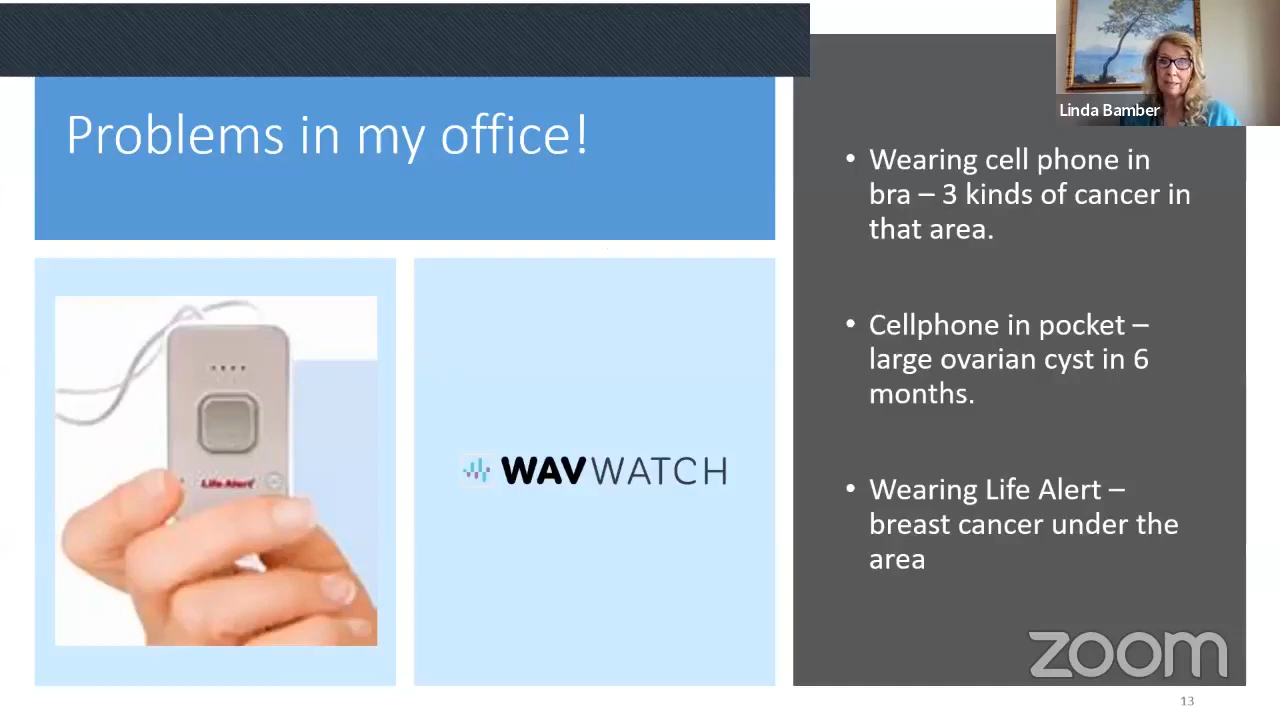 Linda Bamber
Problems in my office!
• Wearing cell phone in
bra – 3 kinds of cancer in
that area.
• Cellphone in pocket –
large ovarian cyst in 6
months.
• Wearing Life Alert –
breast cancer under the
area
Life Alert
WAVWATCH
zoom
13